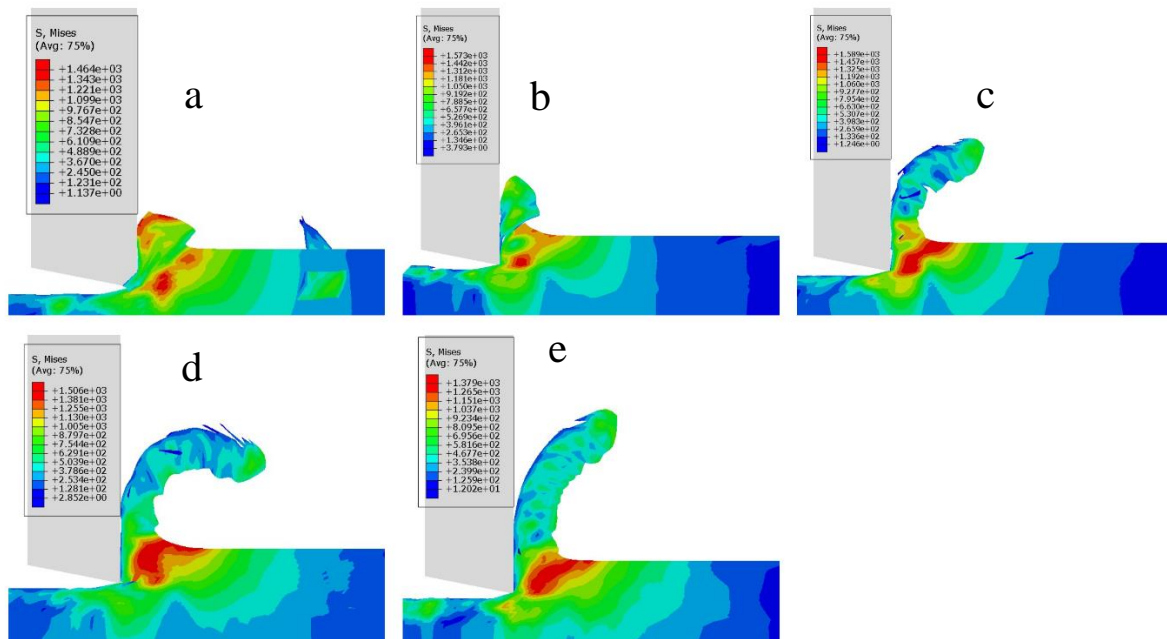 S, Mises
(Avg: 75%)
+1.464e+03
+1.343e+03
+1.221e+03
+1.099e+03
+9.767e+02
+8.547e+02
+7.328e+02
+6.109e+02
+4.889e+02
+3.670e+02
+2.450e+02
+1.231e+02
+1.137e+00
a
S, Mises
(Avg: 75%)
+1.573e+03
+1.442e+03
+1.312e+03
+1.181e+03
+1.050e+03
+9.192e+02
+7.885e+02
+6.577e+02
+5.269e+02
+3.961e+02
+2.653e+02
+1.346e+02
+3.793e+00
b
S, Mises
(Avg: 75%)
+1.589e+03
+1.457e+03
+1.325e+03
+1.192e+03
+1.060e+03
+9.277e+02
+7.954e+02
+6.630e+02
+5.307e+02
+3.983e+02
+2.659e+02
+1.336e+02
+1.246e+00
c
S, Mises
(Avg: 75%)
+1.506e+03
+1.381e+03
+1.255e+03
+1.130e+03
+1.005e+03
+8.797e+02
+7.544e+02
+6.291e+02
+5.039e+02
+3.786e+02
+2.534e+02
+1.281e+02
+2.852e+00
d
S, Mises
(Avg: 75%)
+1.379e+03
+1.265e+03
+1.151e+03
+1.037e+03
+9.234e+02
+8.095e+02
+6.956e+02
+5.816e+02
+4.677e+02
+3.538e+02
+2.399e+02
+1.259e+02
+1.202e+01
e